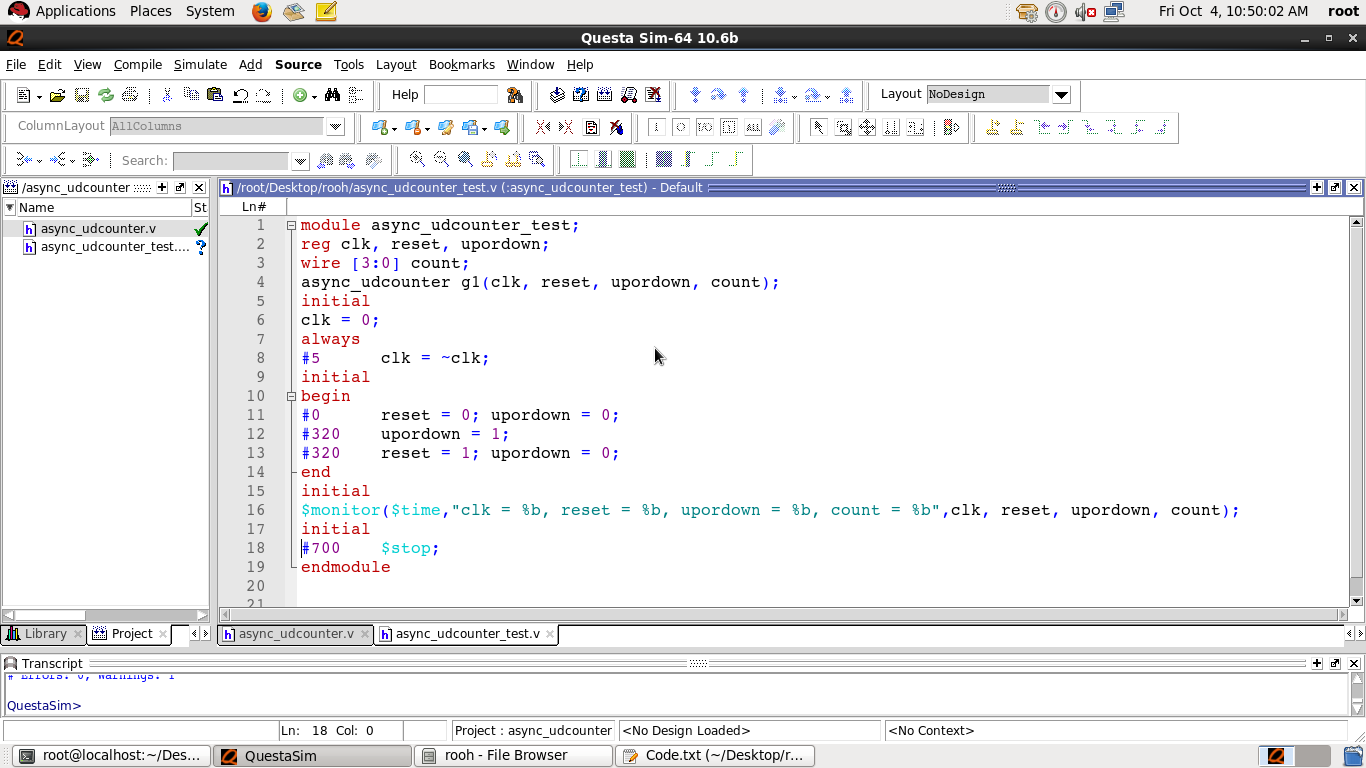 Applications Places System Fri Oct 4, 10:50:02 AM root
Questa Sim-64 10.6b
File Edit View Compile Simulate Add Source Tools Layout Bookmarks Window Help
Help Layout NoDesign
ColumnLayout AllColumns
Search:
/async_udcounter /root/Desktop/rooh/async_udcounter_test.v (:async_udcounter_test) - Default
Name St Ln#
async_udcounter.v
async_udcounter_test....
1 module async_udcounter_test;
2 reg clk, reset, upordown;
3 wire [3:0] count;
4 async_udcounter g1(clk, reset, upordown, count);
5 initial
6 clk = 0;
7 always
8 #5 clk = ~clk;
9 initial
10 begin
11 #0 reset = 0; upordown = 0;
12 #320 upordown = 1;
13 #320 reset = 1; upordown = 0;
14 end
15 initial
16 $monitor($time,"clk = %b, reset = %b, upordown = %b, count = %b",clk, reset, upordown, count);
17 initial
18 #700 $stop;
19 endmodule
20
21
Library Project async_udcounter.v async_udcounter_test.v
Transcript
# Errors: 0, Warnings: 1
QuestaSim>
Ln: 18 Col: 0 Project : async_udcounter <No Design Loaded> <No Context>
root@localhost:~/Des... QuestaSim rooh - File Browser Code.txt (~/Desktop/r...